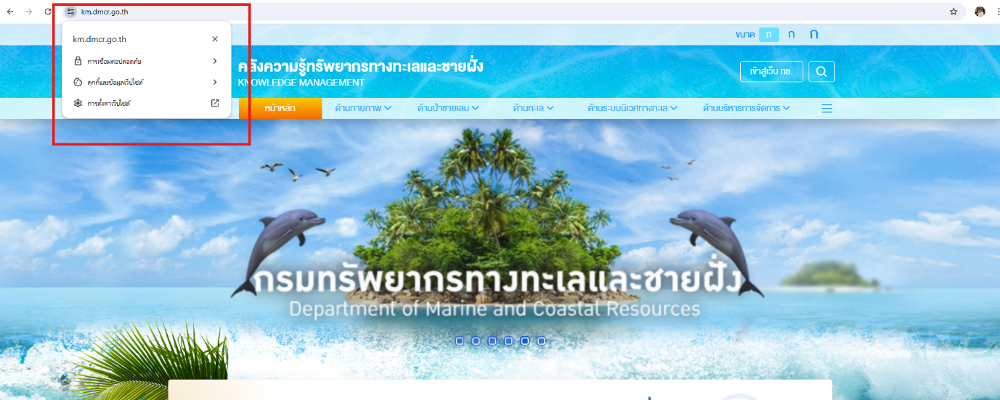 km.dmcr.go.th
km.dmcr.go.th
การเชื่อมต่อปลอดภัย
คุกกี้และข้อมูลเว็บไซต์
การตั้งค่าเว็บไซต์
ขนาด ก ก ก
คลังความรู้ทรัพยากรทางทะเลและชายฝั่ง
KNOWLEDGE MANAGEMENT
เข้าสู่เว็บ ทช.
หน้าหลัก ด้านกายภาพ ด้านป่าชายเลน ด้านทะเล ด้านระบบนิเวศทางทะเล ด้านบริหารการจัดการ
กรมทรัพยากรทางทะเลและชายฝั่ง
Department of Marine and Coastal Resources